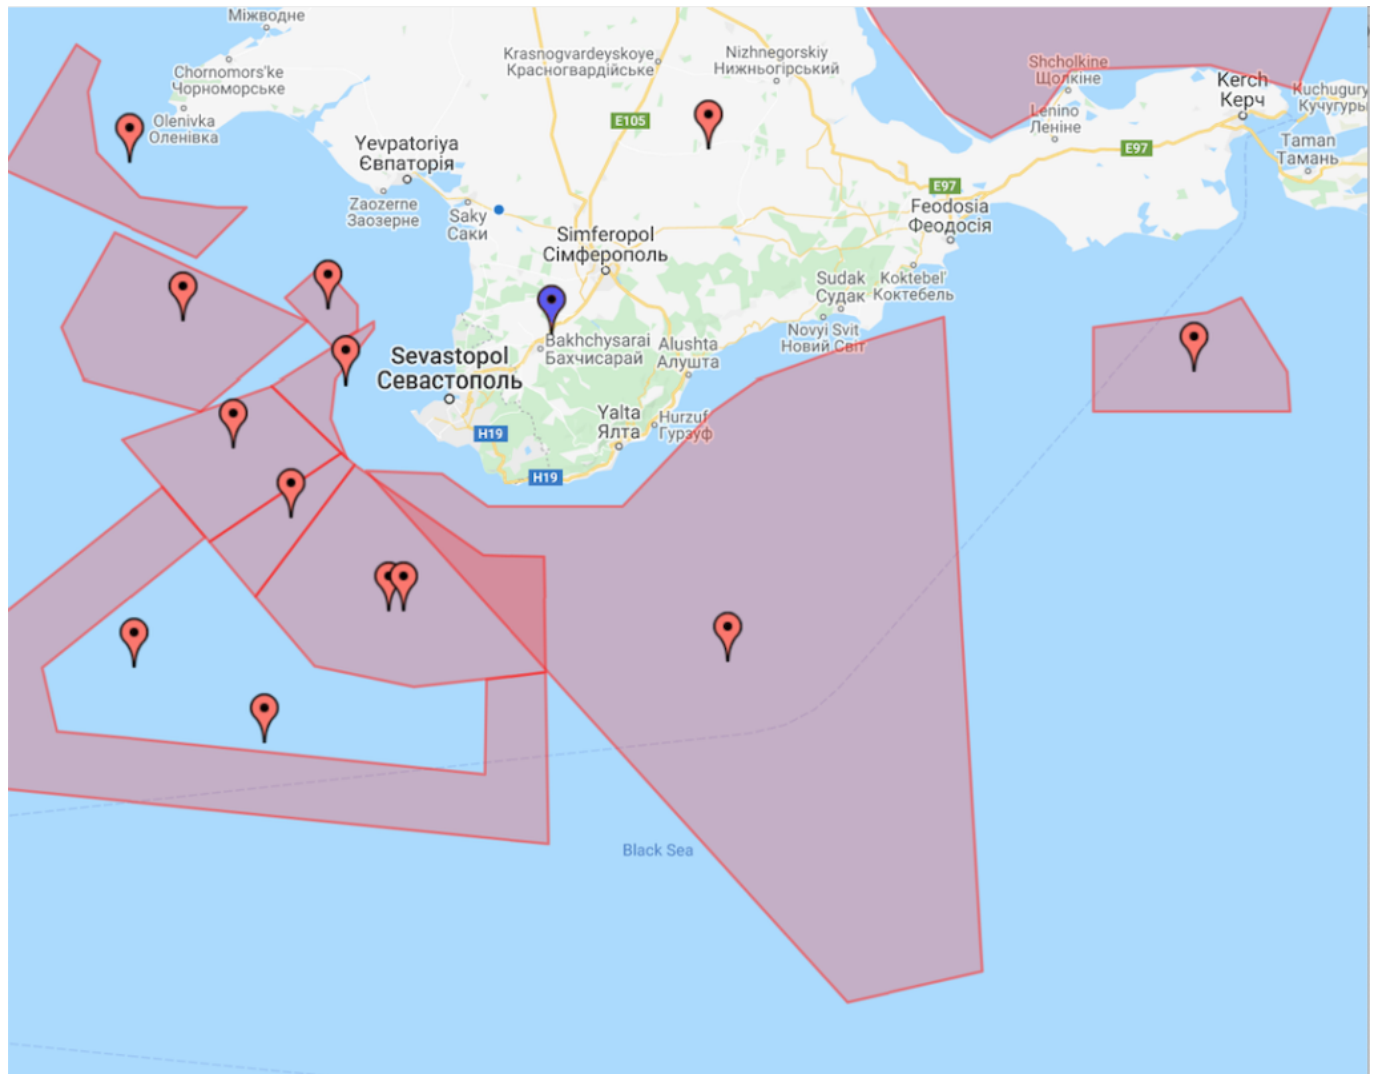 Міжводне
Chornomors'ke
Чорноморське
Olenivka
Оленівка
Krasnogvardeyskoye
Красногвардійське
Nizhnegorskiy
Нижньогірський
Shcholkine
Щолкіне
Kerch
Керч
Kuchugury
Кучугуры
E105
Lenino
Леніне
E97
Taman
Тамань
Yevpatoriya
Євпаторія
Zaozerne
Заозерне
Saky
Саки
E97
Feodosia
Феодосія
Simferopol
Сімферополь
Sudak
Судак
Koktebel'
Коктебель
Novyi Svit
Новий Світ
Bakhchysarai
Бахчисарай
Alushta
Алушта
Sevastopol
Севастополь
Yalta
Ялта
Hurzuf
Гурзуф
H19
H19
Black Sea